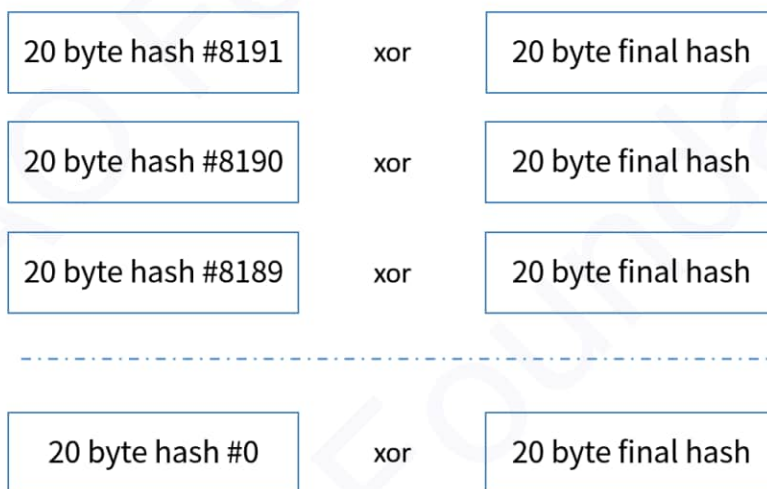 20 byte hash #8191 xor 20 byte final hash
20 byte hash #8190 xor 20 byte final hash
20 byte hash #8189 xor 20 byte final hash
20 byte hash #0 xor 20 byte final hash